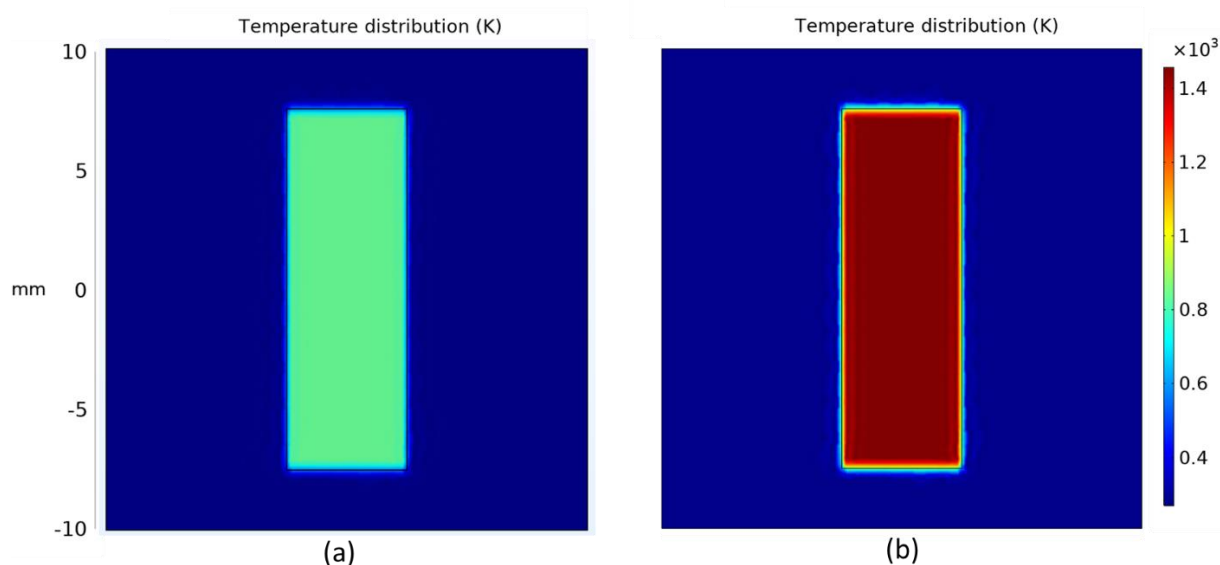 Temperature distribution (K)
Temperature distribution (K)
10
5
mm 0
-5
-10
×10³
1.4
1.2
1
0.8
0.6
0.4
(a)
(b)